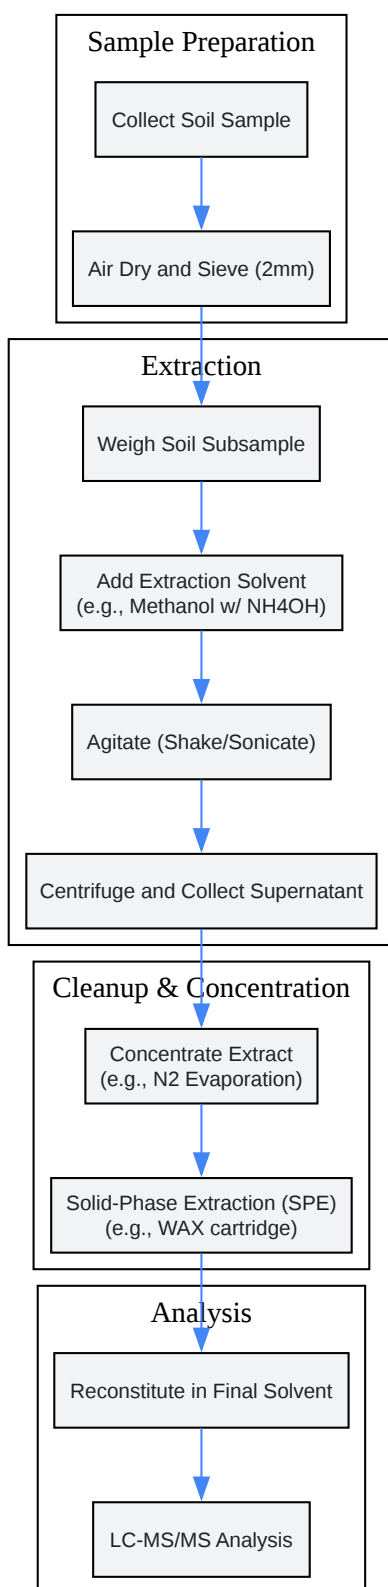 Sample Preparation
Collect Soil Sample
Air Dry and Sieve (2mm)
Extraction
Weigh Soil Subsample
Add Extraction Solvent
(e.g., Methanol w/ NH4OH)
Agitate (Shake/Sonicate)
Centrifuge and Collect Supernatant
Cleanup & Concentration
Concentrate Extract
(e.g., N2 Evaporation)
Solid-Phase Extraction (SPE)
(e.g., WAX cartridge)
Analysis
Reconstitute in Final Solvent
LC-MS/MS Analysis